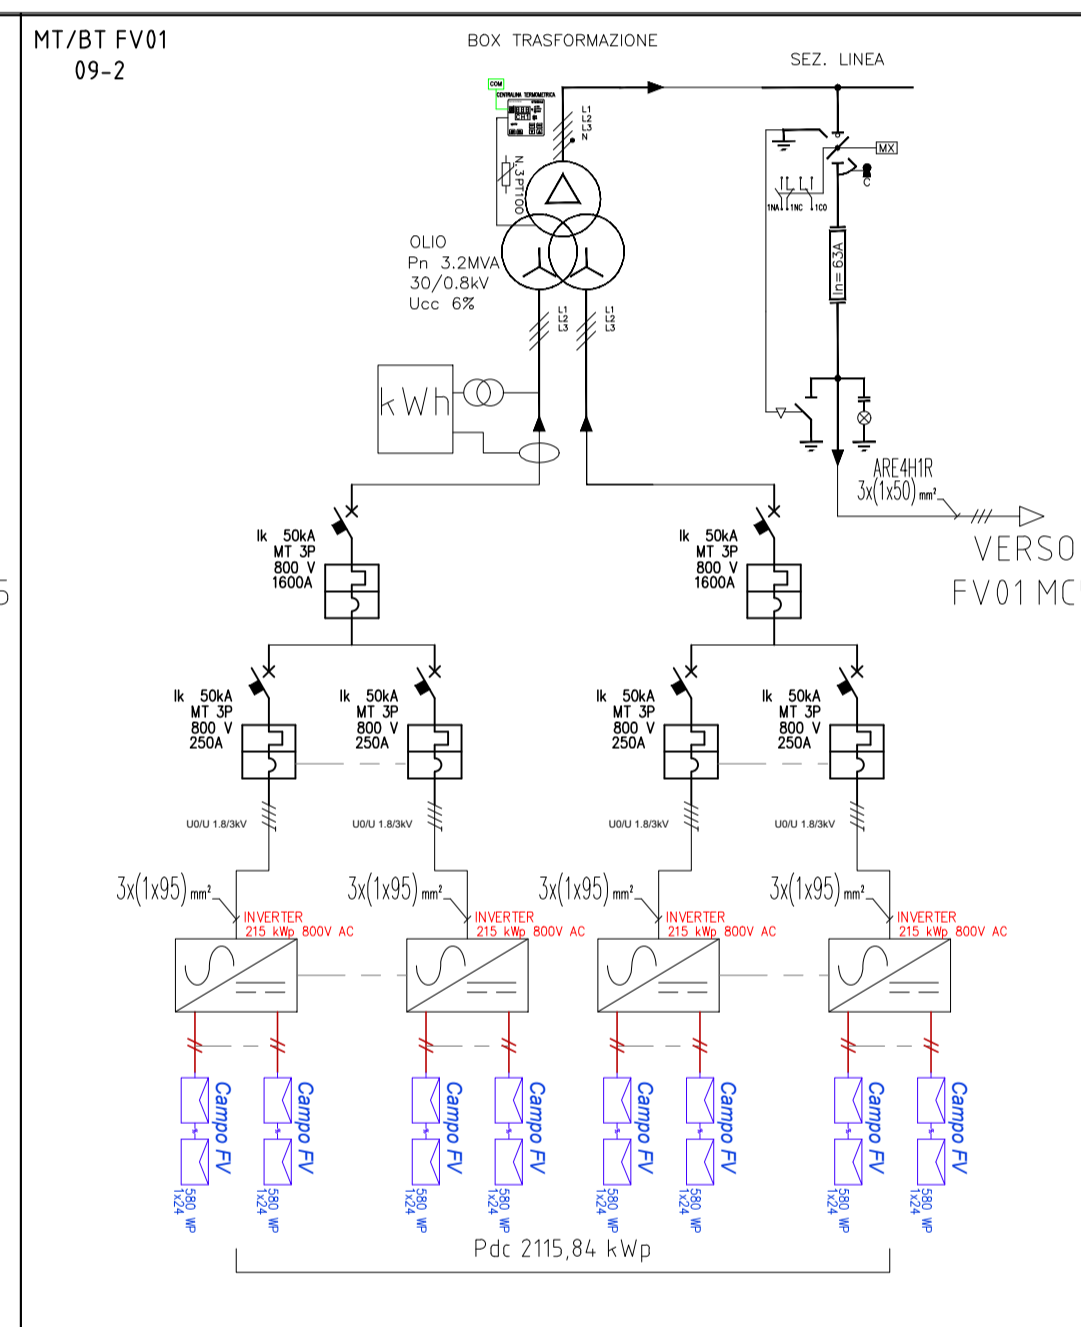 MT/BT FV01
09-2
BOX TRASFORMAZIONE
SEZ. LINEA
COM
CENTRALINA TERMOMETRICA
CH1
L1
L2
L3
N
N.3PT100
MX
C
1NA
1NC
1CO
In= 63A
OLIO
Pn 3.2MVA
30/0.8kV
Ucc 6%
L1
L2
L3
L1
L2
L3
kWh
ARE4H1R
3x(1x50) mm²
VERSO
FV01 MC
5
Ik 50kA
MT 3P
800 V
1600A
Ik 50kA
MT 3P
800 V
1600A
Ik 50kA
MT 3P
800 V
250A
Ik 50kA
MT 3P
800 V
250A
Ik 50kA
MT 3P
800 V
250A
Ik 50kA
MT 3P
800 V
250A
U0/U 1.8/3kV
U0/U 1.8/3kV
U0/U 1.8/3kV
U0/U 1.8/3kV
3x(1x95) mm²
3x(1x95) mm²
3x(1x95) mm²
3x(1x95) mm²
INVERTER
215 kWp 800V AC
INVERTER
215 kWp 800V AC
INVERTER
215 kWp 800V AC
INVERTER
215 kWp 800V AC
Campo FV
Campo FV
Campo FV
Campo FV
Campo FV
Campo FV
Campo FV
Campo FV
580 WP
1x24
580 WP
1x24
580 WP
1x24
580 WP
1x24
580 WP
1x24
580 WP
1x24
580 WP
1x24
580 WP
1x24
Pdc 2115,84 kWp